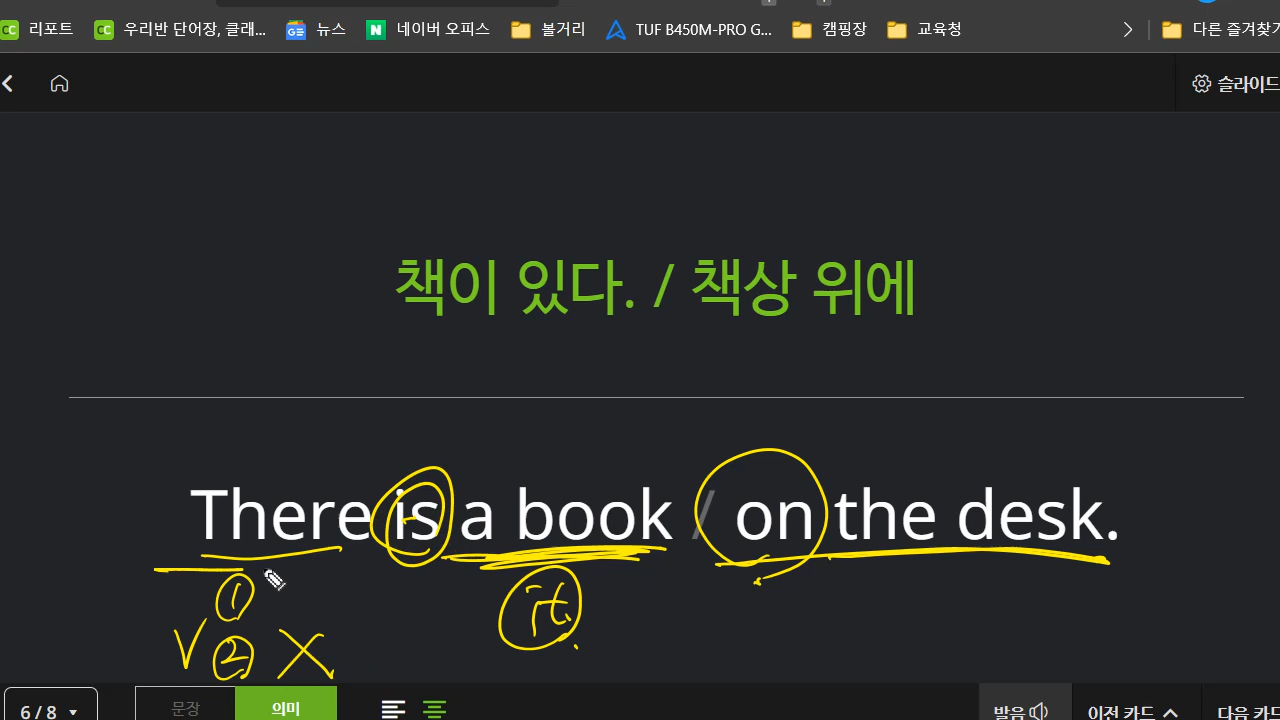 리포트 우리반 단어장, 클래... 뉴스 네이버 오피스 볼거리 TUF B450M-PRO G... 캠핑장 교육청 다른 즐겨찾기
슬라이드
책이 있다. / 책상 위에
There is a book / on the desk.
① it
V ② X
6 / 8 문장 의미 발음 이전 카드 다음 카드